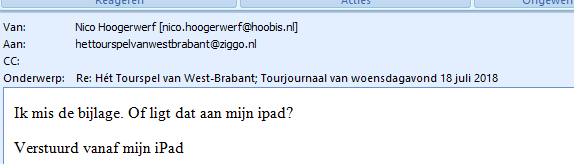 Reageren Acties
Van: Nico Hoogerwerf [nico.hoogerwerf@hoobis.nl]
Aan: hettourspelvanwestbrabant@ziggo.nl
CC:
Onderwerp: Re: Hét Tourspel van West-Brabant; Tourjournaal van woensdagavond 18 juli 2018
Ik mis de bijlage. Of ligt dat aan mijn ipad?
Verstuurd vanaf mijn iPad